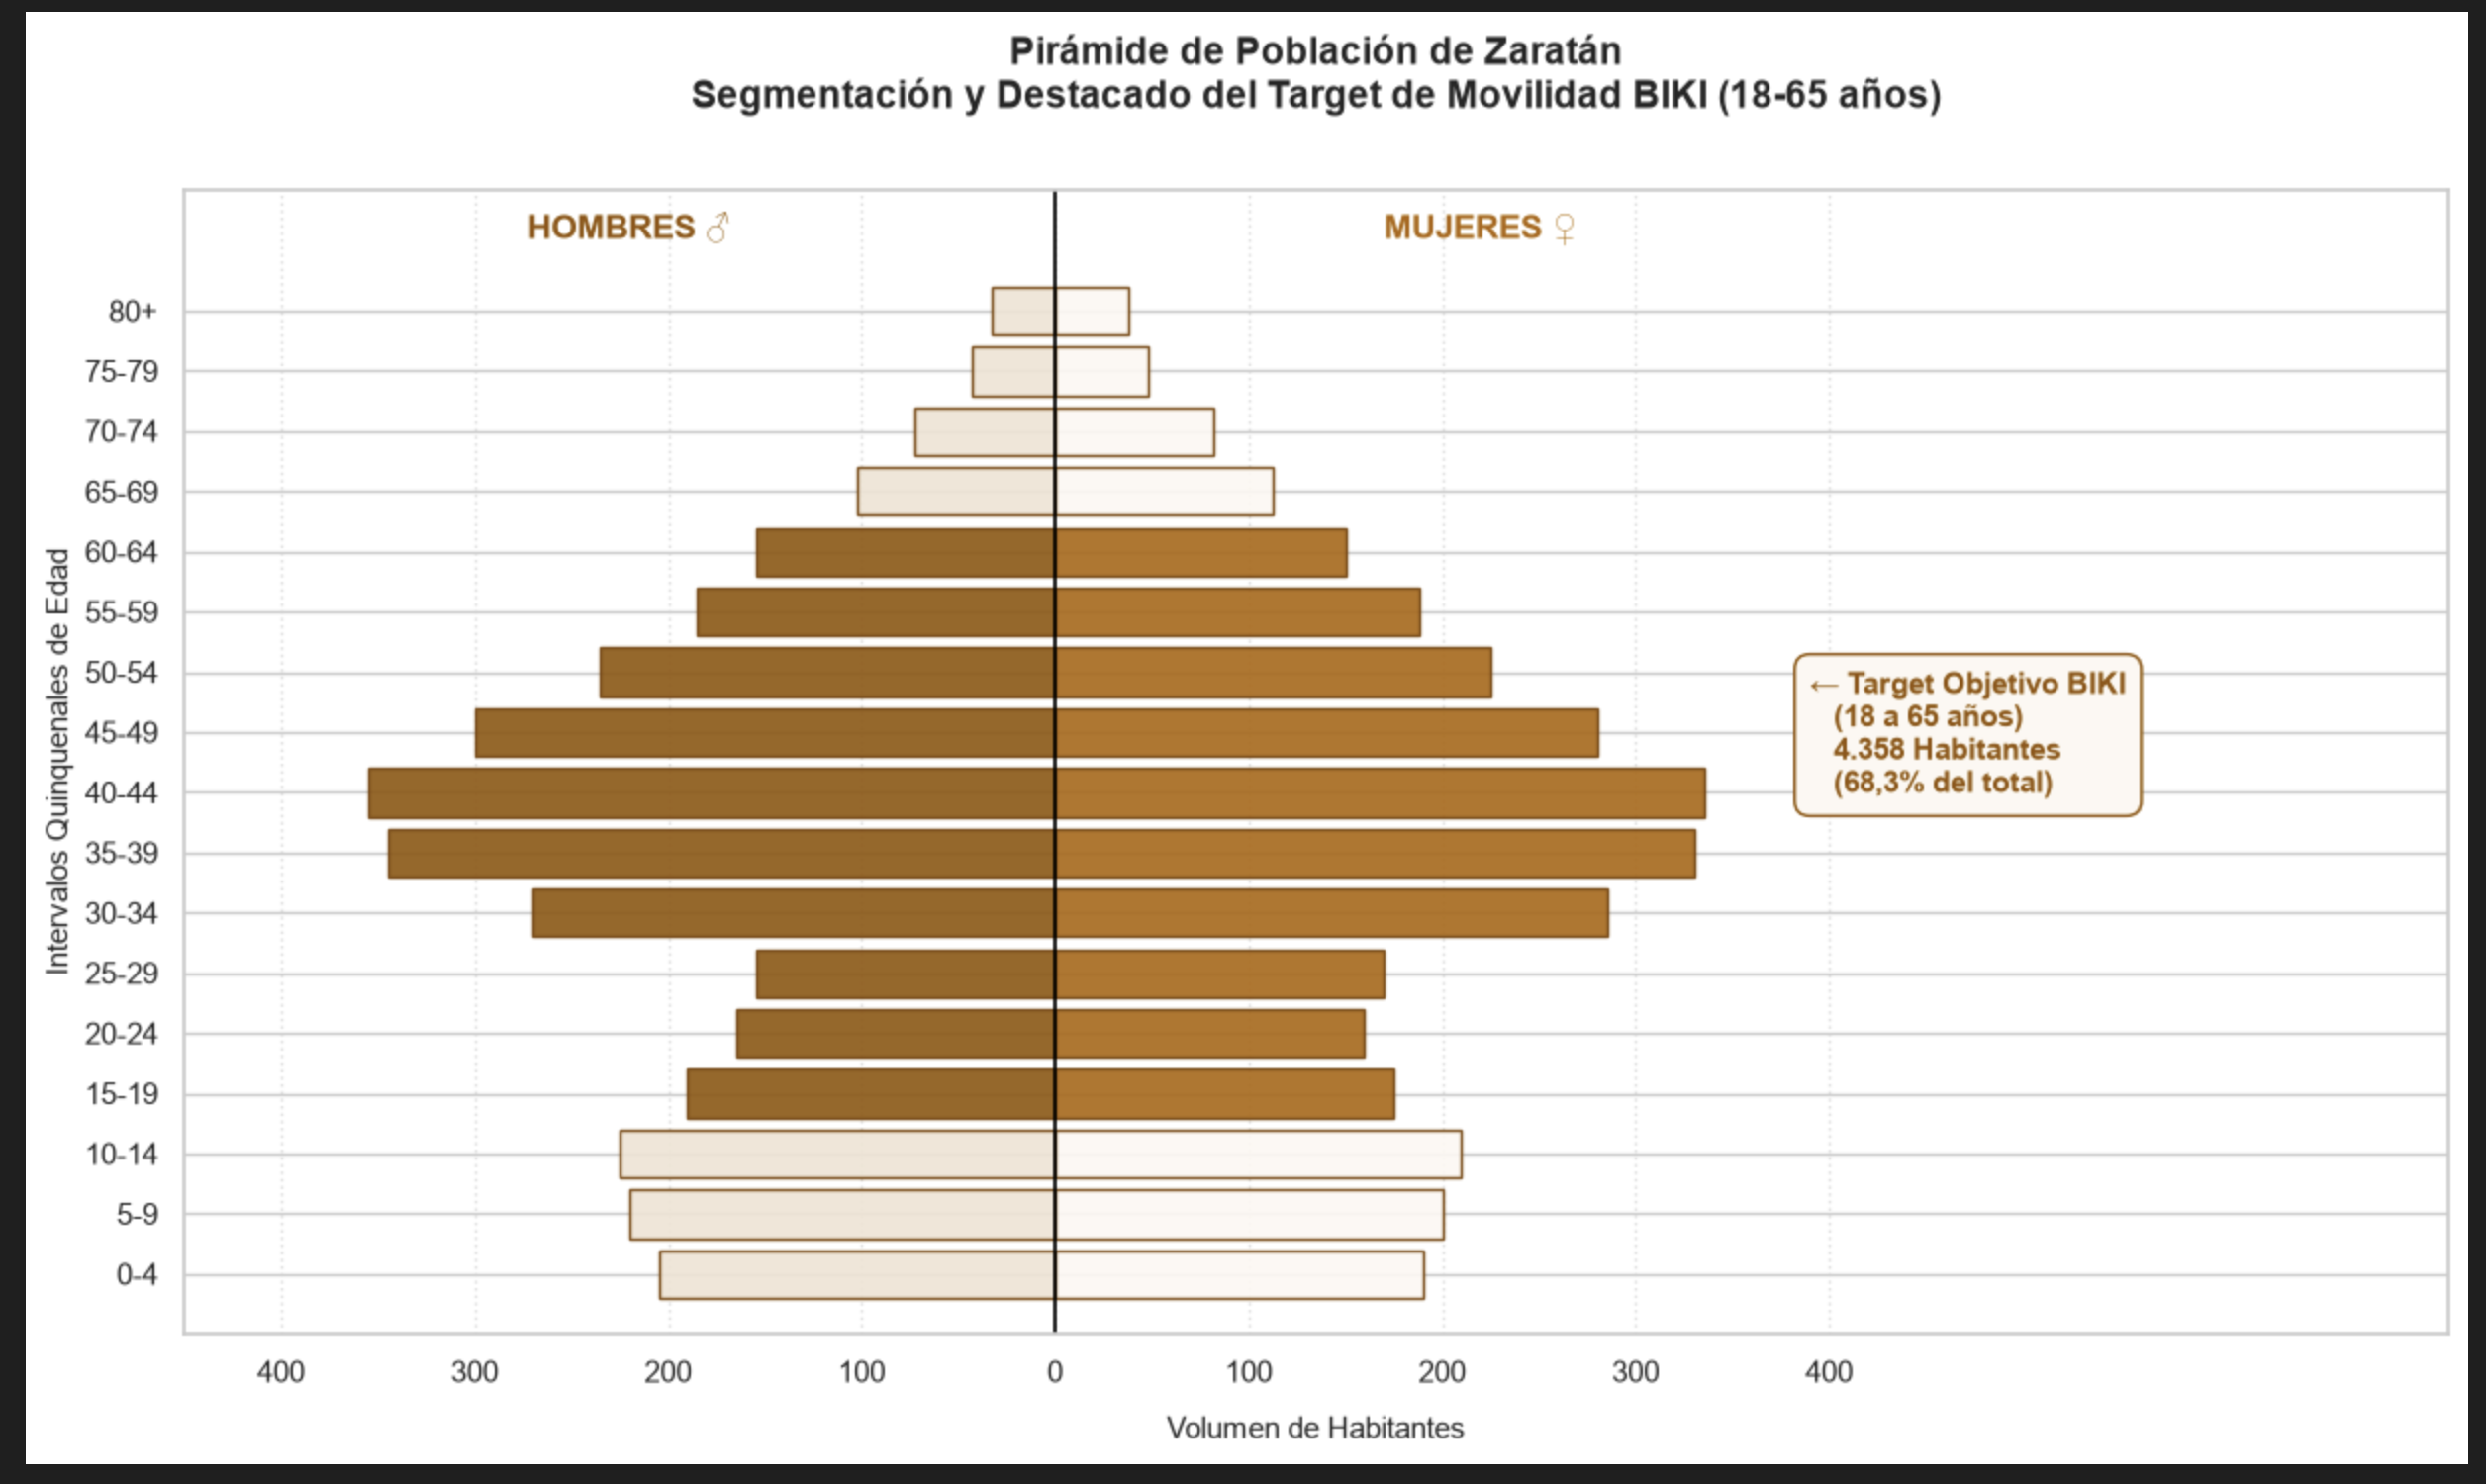 Pirámide de Población de Zaratán
Segmentación y Destacado del Target de Movilidad BIKI (18-65 años)
HOMBRES ♂
MUJERES ♀
Intervalos Quinquenales de Edad
80+
75-79
70-74
65-69
60-64
55-59
50-54
45-49
40-44
35-39
30-34
25-29
20-24
15-19
10-14
5-9
0-4
← Target Objetivo BIKI
(18 a 65 años)
4.358 Habitantes
(68,3% del total)
400 300 200 100 0 100 200 300 400
Volumen de Habitantes